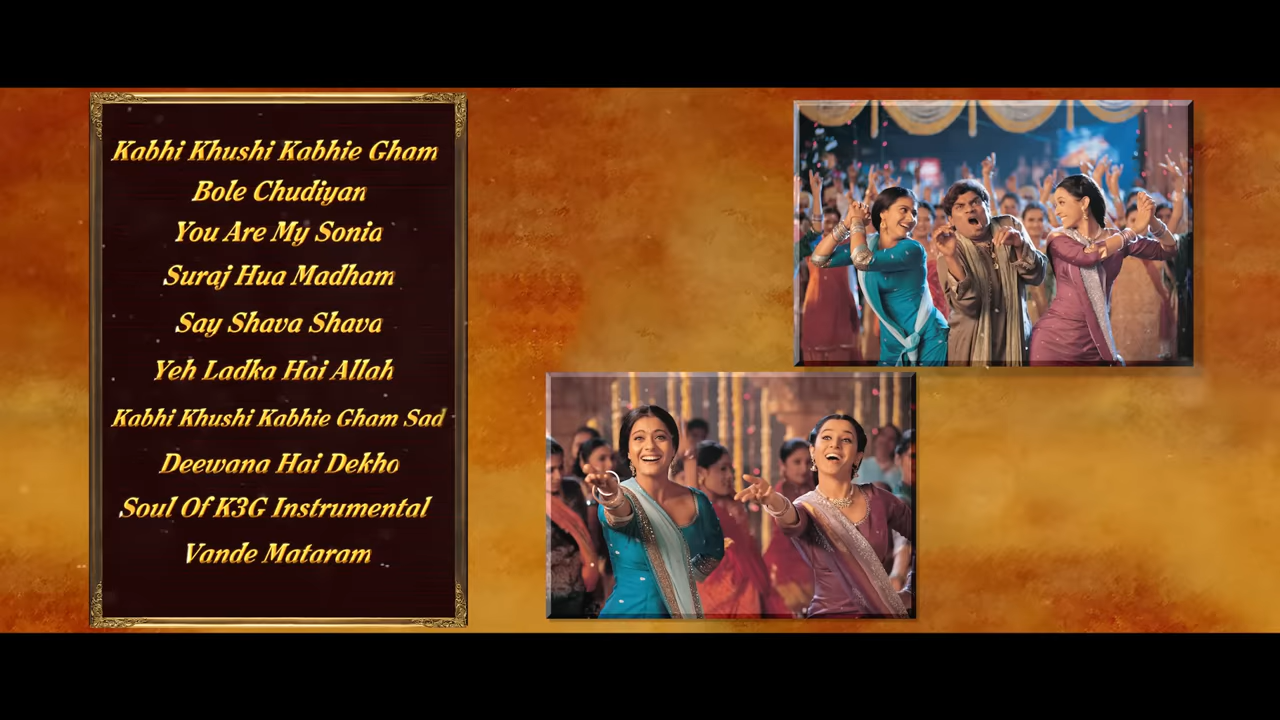 Kabhi Khushi Kabhie Gham
Bole Chudiyan
You Are My Sonia
Suraj Hua Madham
Say Shava Shava
Yeh Ladka Hai Allah
Kabhi Khushi Kabhie Gham Sad
Deewana Hai Dekho
Soul Of K3G Instrumental
Vande Mataram